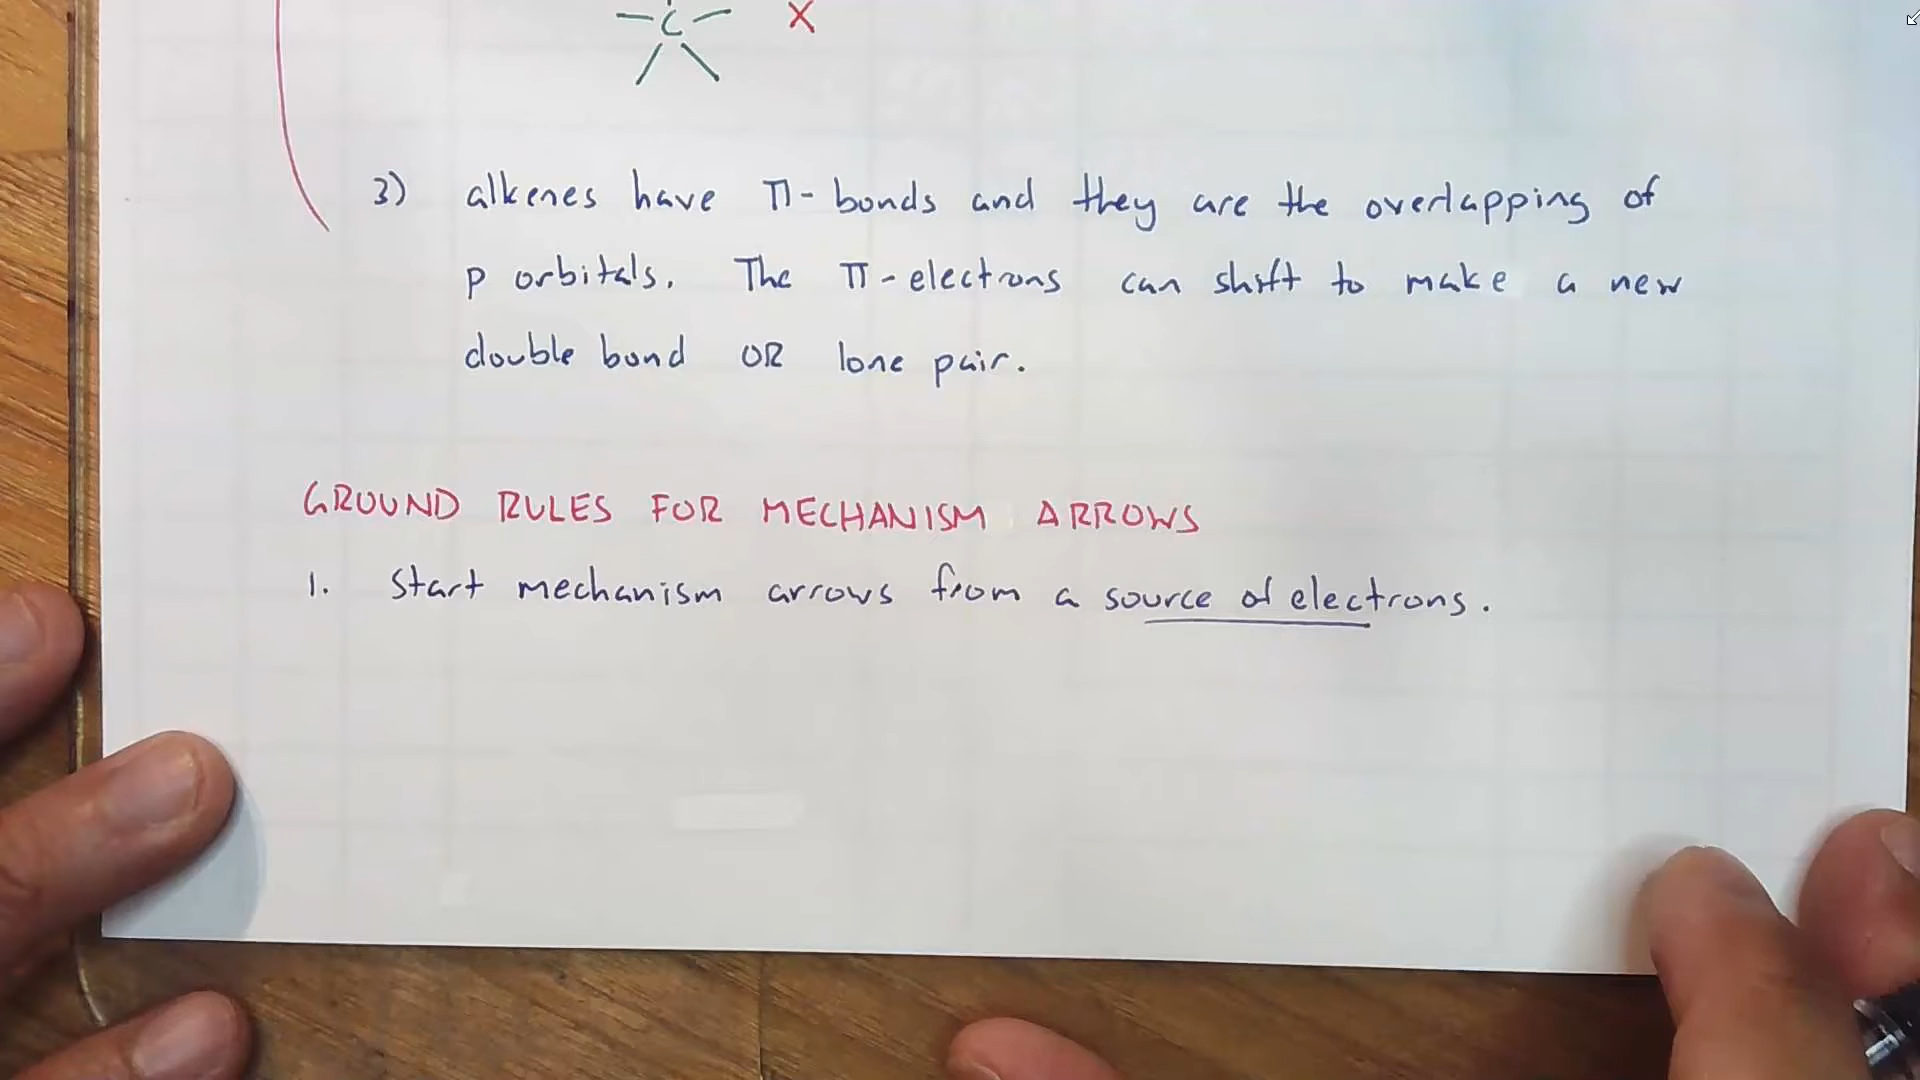 C X
3) alkenes have π-bonds and they are the overlapping of
p orbitals. The π-electrons can shift to make a new
double bond OR lone pair.
GROUND RULES FOR MECHANISM ARROWS
1. Start mechanism arrows from a source of electrons.